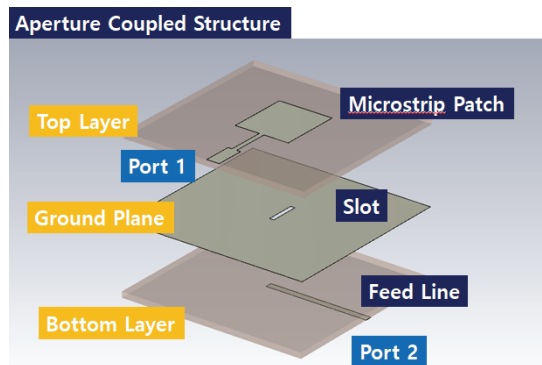 Aperture Coupled Structure
Microstrip Patch
Top Layer
Port 1
Slot
Ground Plane
Feed Line
Bottom Layer
Port 2